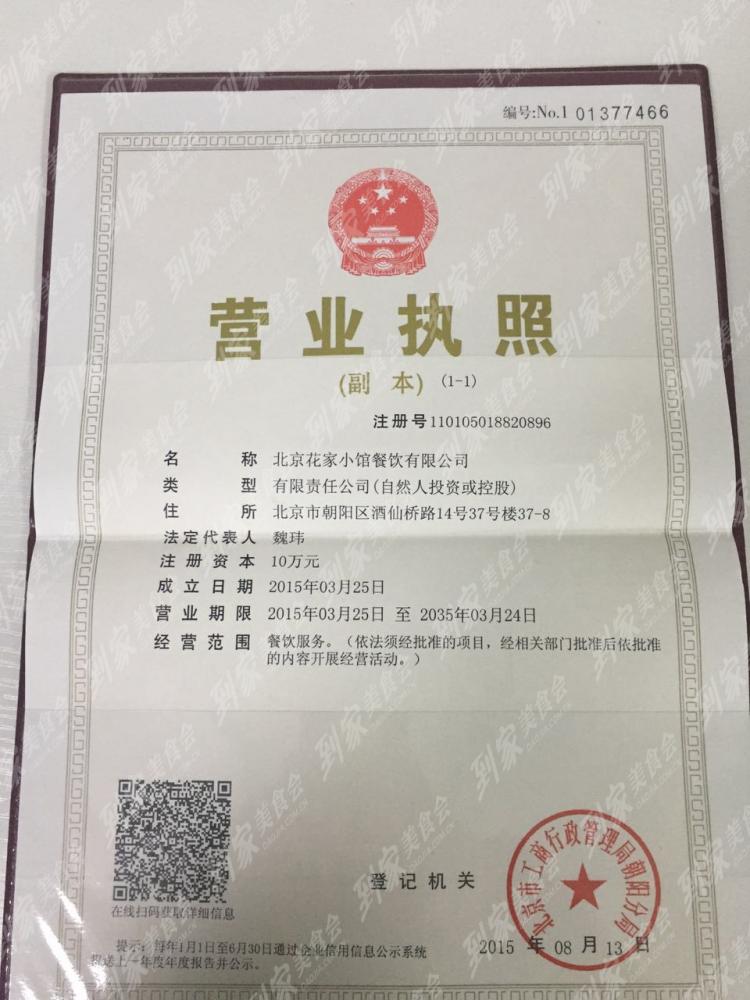 编号:No.1 01377466
营业执照
(副 本) (1-1)
注册号110105018820896
名 称 北京花家小馆餐饮有限公司
类 型 有限责任公司(自然人投资或控股)
住 所 北京市朝阳区酒仙桥路14号37号楼37-8
法定代表人 魏玮
注册资本 10万元
成立日期 2015年03月25日
营业期限 2015年03月25日 至 2035年03月24日
经营范围 餐饮服务。（依法须经批准的项目，经相关部门批准后依批准
的内容开展经营活动。）
在线扫码获取详细信息
登记机关
北京市工商行政管理局朝阳分局
2015 年 08 月 13 日
提示：每年1月1日至6月30日通过企业信用信息公示系统
报送上一年度年度报告并公示。
到家美食会